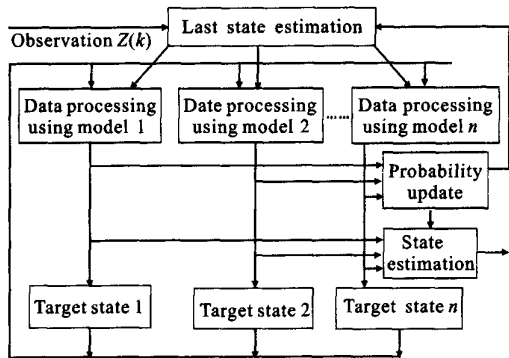 Last state estimation
Observation Z(k)
Data processing
using model 1
Date processing
using model 2
......
Data processing
using model n
Probability
update
State
estimation
Target state 1
Target state 2
Target state n